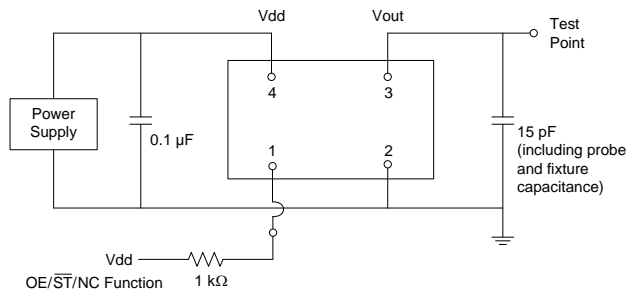 Vdd
Vout
Test
Point
4
3
Power
Supply
0.1 µF
1
2
15 pF
(including probe
and fixture
capacitance)
Vdd
1 kΩ
OE/S̅T̅/NC Function